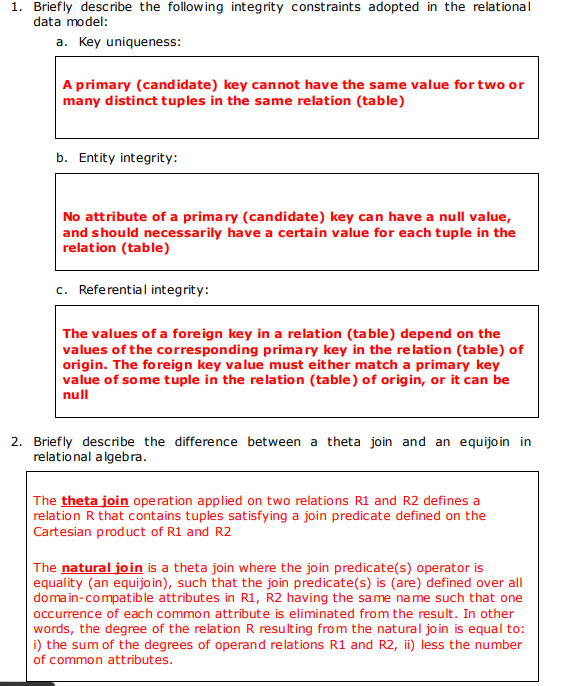 1. Briefly describe the following integrity constraints adopted in the relational
data model:
a. Key uniqueness:
A primary (candidate) key cannot have the same value for two or
many distinct tuples in the same relation (table)
b. Entity integrity:
No attribute of a primary (candidate) key can have a null value,
and should necessarily have a certain value for each tuple in the
relation (table)
c. Referential integrity:
The values of a foreign key in a relation (table) depend on the
values of the corresponding primary key in the relation (table) of
origin. The foreign key value must either match a primary key
value of some tuple in the relation (table) of origin, or it can be
null
2. Briefly describe the difference between a theta join and an equijoin in
relational algebra.
The theta join operation applied on two relations R1 and R2 defines a
relation R that contains tuples satisfying a join predicate defined on the
Cartesian product of R1 and R2
The natural join is a theta join where the join predicate(s) operator is
equality (an equijoin), such that the join predicate(s) is (are) defined over all
domain-compatible attributes in R1, R2 having the same name such that one
occurrence of each common attribute is eliminated from the result. In other
words, the degree of the relation R resulting from the natural join is equal to:
i) the sum of the degrees of operand relations R1 and R2, ii) less the number
of common attributes.